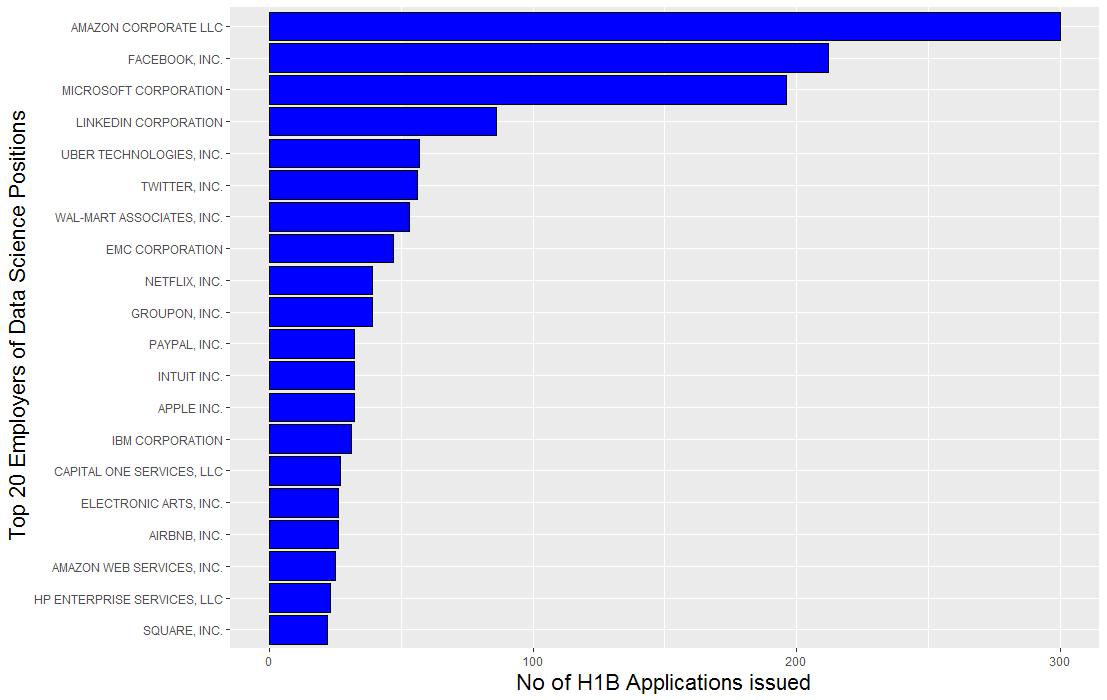 Top 20 Employers of Data Science Positions
AMAZON CORPORATE LLC
FACEBOOK, INC.
MICROSOFT CORPORATION
LINKEDIN CORPORATION
UBER TECHNOLOGIES, INC.
TWITTER, INC.
WAL-MART ASSOCIATES, INC.
EMC CORPORATION
NETFLIX, INC.
GROUPON, INC.
PAYPAL, INC.
INTUIT INC.
APPLE INC.
IBM CORPORATION
CAPITAL ONE SERVICES, LLC
ELECTRONIC ARTS, INC.
AIRBNB, INC.
AMAZON WEB SERVICES, INC.
HP ENTERPRISE SERVICES, LLC
SQUARE, INC.
0 100 200 300
No of H1B Applications issued